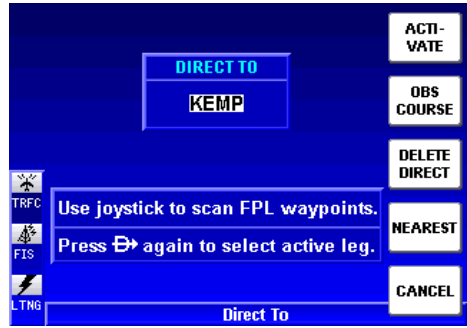 DIRECT TO
KEMP
ACTI-
VATE
OBS
COURSE
DELETE
DIRECT
NEAREST
CANCEL
TRFC
FIS
LTNG
Use joystick to scan FPL waypoints.
Press again to select active leg.
Direct To